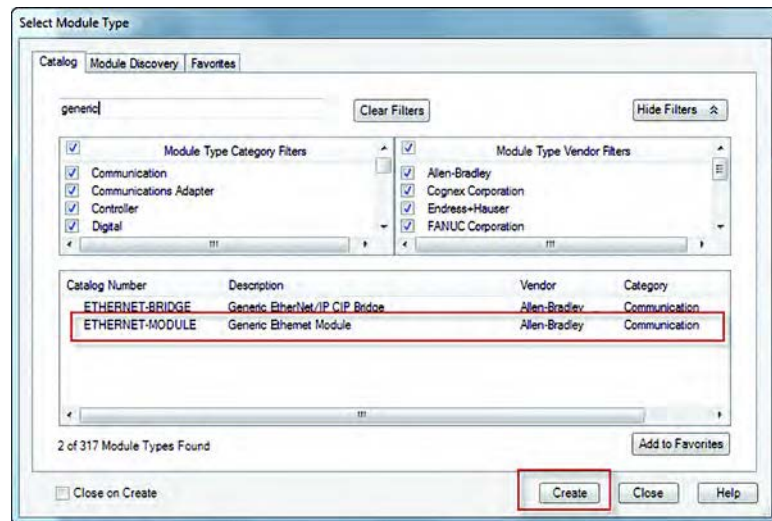 Select Module Type
Catalog Module Discovery Favorites
generic
Clear Filters
Hide Filters
Module Type Category Filters
Communication
Communications Adapter
Controller
Digital
Module Type Vendor Filters
Allen-Bradley
Cognex Corporation
Endress+Hauser
FANUC Corporation
Catalog Number Description Vendor Category
ETHERNET-BRIDGE Generic EtherNet/IP CIP Bridge Allen-Bradley Communication
ETHERNET-MODULE Generic Ethernet Module Allen-Bradley Communication
2 of 317 Module Types Found
Add to Favorites
Close on Create
Create Close Help